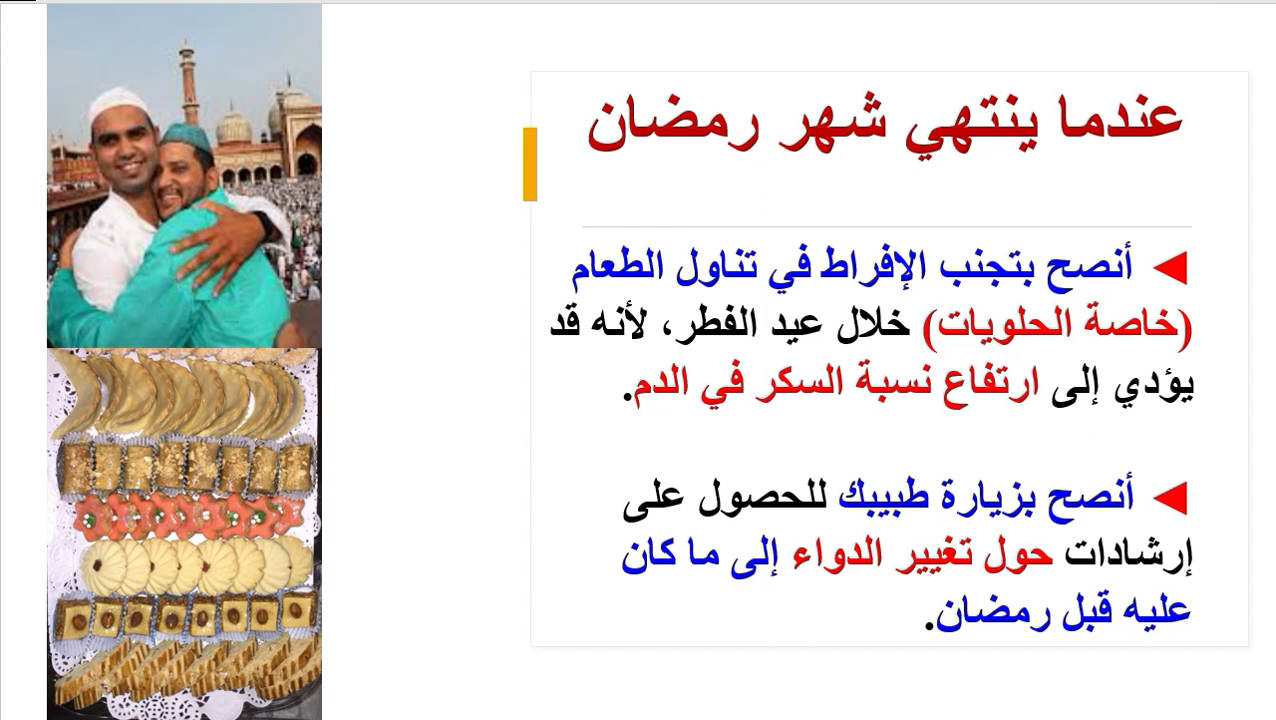 عندما ينتهي شهر رمضان
◄ أنصح بتجنب الإفراط في تناول الطعام
(خاصة الحلويات) خلال عيد الفطر، لأنه قد
يؤدي إلى ارتفاع نسبة السكر في الدم.
◄ أنصح بزيارة طبيبك للحصول على
إرشادات حول تغيير الدواء إلى ما كان
عليه قبل رمضان.